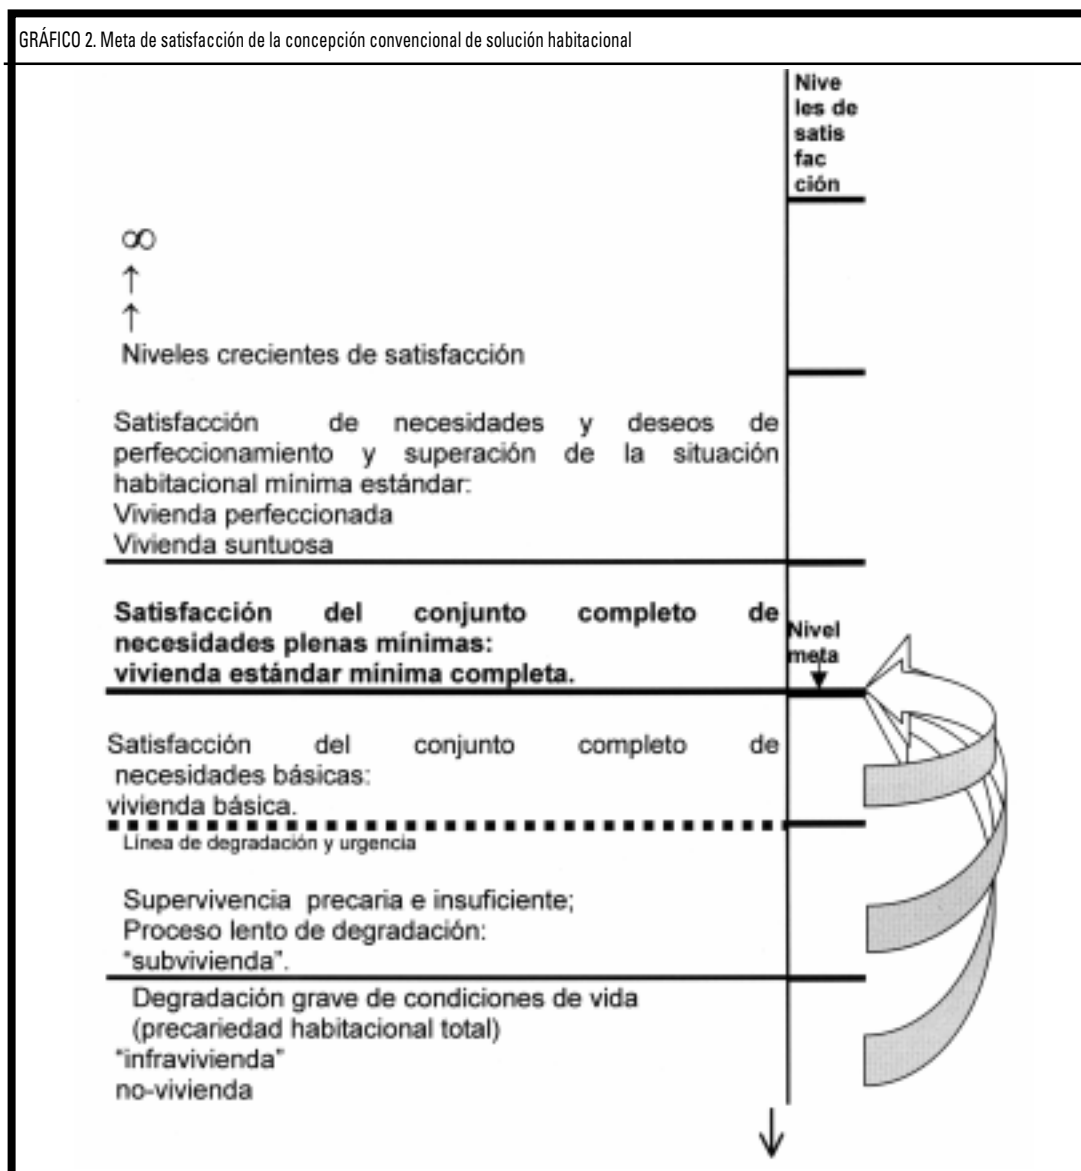 GRÁFICO 2. Meta de satisfacción de la concepción convencional de solución habitacional
Nive
les de
satis
fac
ción
∞
↑
↑
Niveles crecientes de satisfacción
Satisfacción de necesidades y deseos de
perfeccionamiento y superación de la situación
habitacional mínima estándar:
Vivienda perfeccionada
Vivienda suntuosa
Satisfacción del conjunto completo de
necesidades plenas mínimas:
vivienda estándar mínima completa.
Nivel
meta
Satisfacción del conjunto completo de
necesidades básicas:
vivienda básica.
Línea de degradación y urgencia
Supervivencia precaria e insuficiente;
Proceso lento de degradación:
"subvivienda".
Degradación grave de condiciones de vida
(precariedad habitacional total)
"infravivienda"
no-vivienda